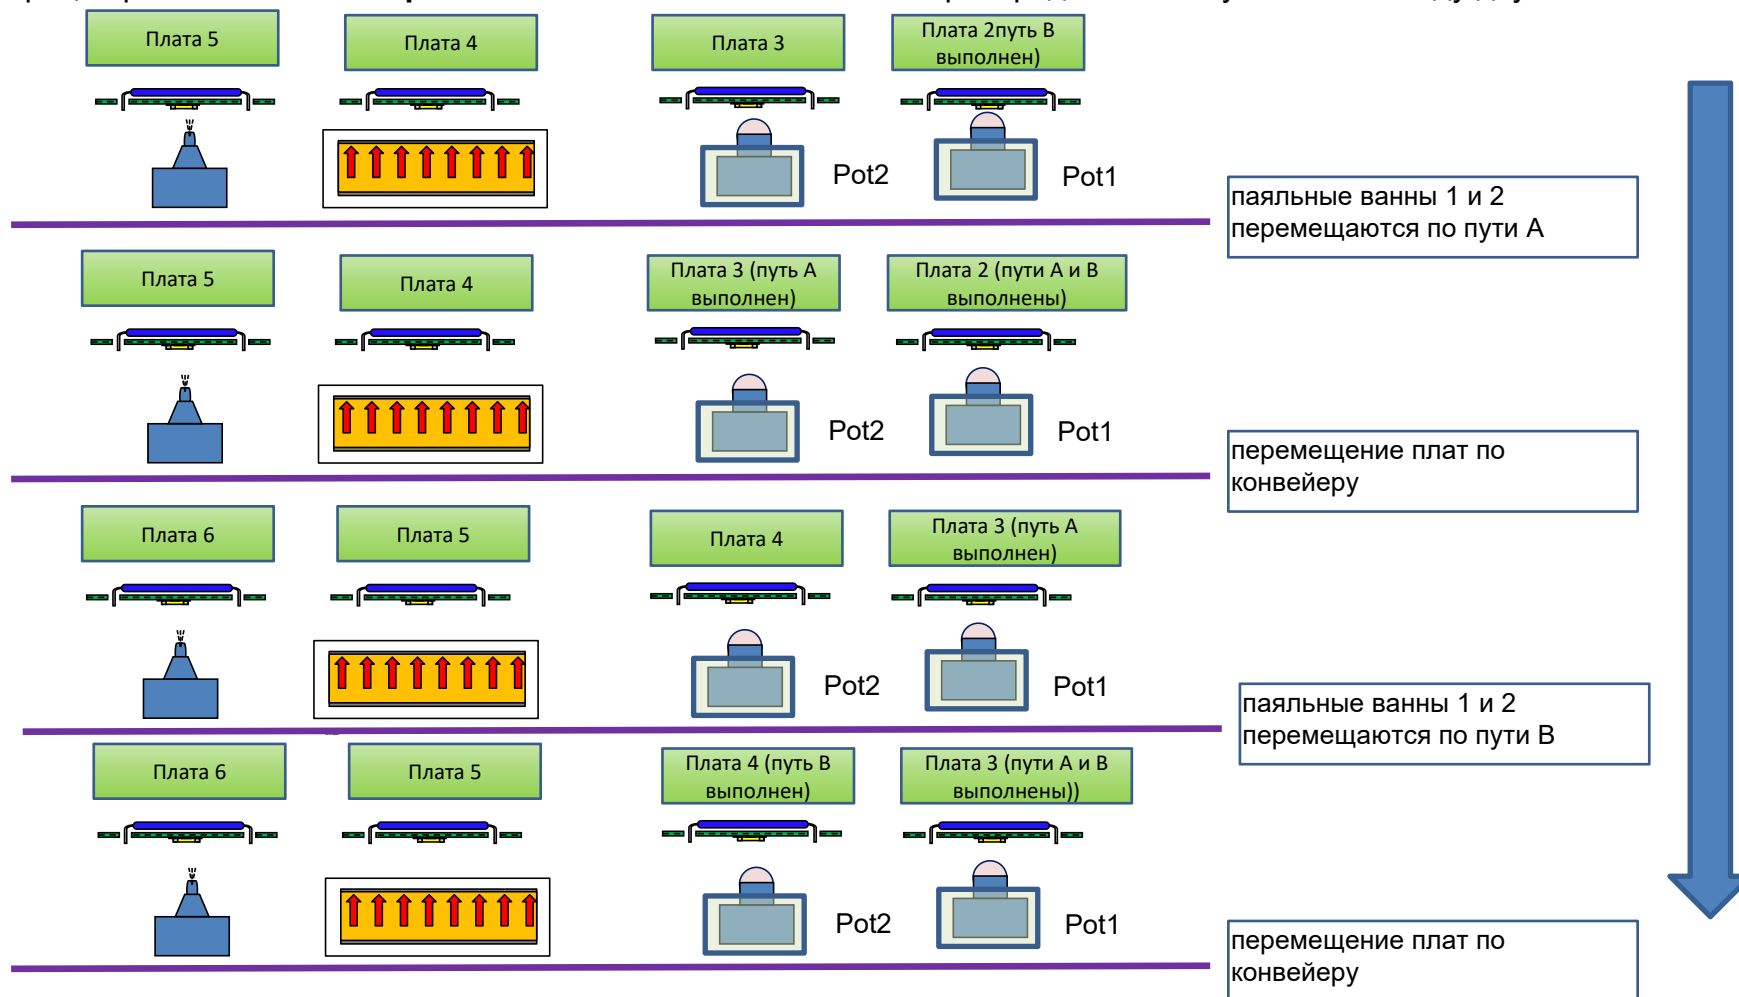 Плата 5
Плата 4
Плата 3
Плата 2путь B
выполнен)
Pot2
Pot1
паяльные ванны 1 и 2
перемещаются по пути A
Плата 5
Плата 4
Плата 3 (путь A
выполнен)
Плата 2 (пути A и B
выполнены)
Pot2
Pot1
перемещение плат по
конвейеру
Плата 6
Плата 5
Плата 4
Плата 3 (путь A
выполнен)
Pot2
Pot1
паяльные ванны 1 и 2
перемещаются по пути B
Плата 6
Плата 5
Плата 4 (путь B
выполнен)
Плата 3 (пути A и B
выполнены))
Pot2
Pot1
перемещение плат по
конвейеру